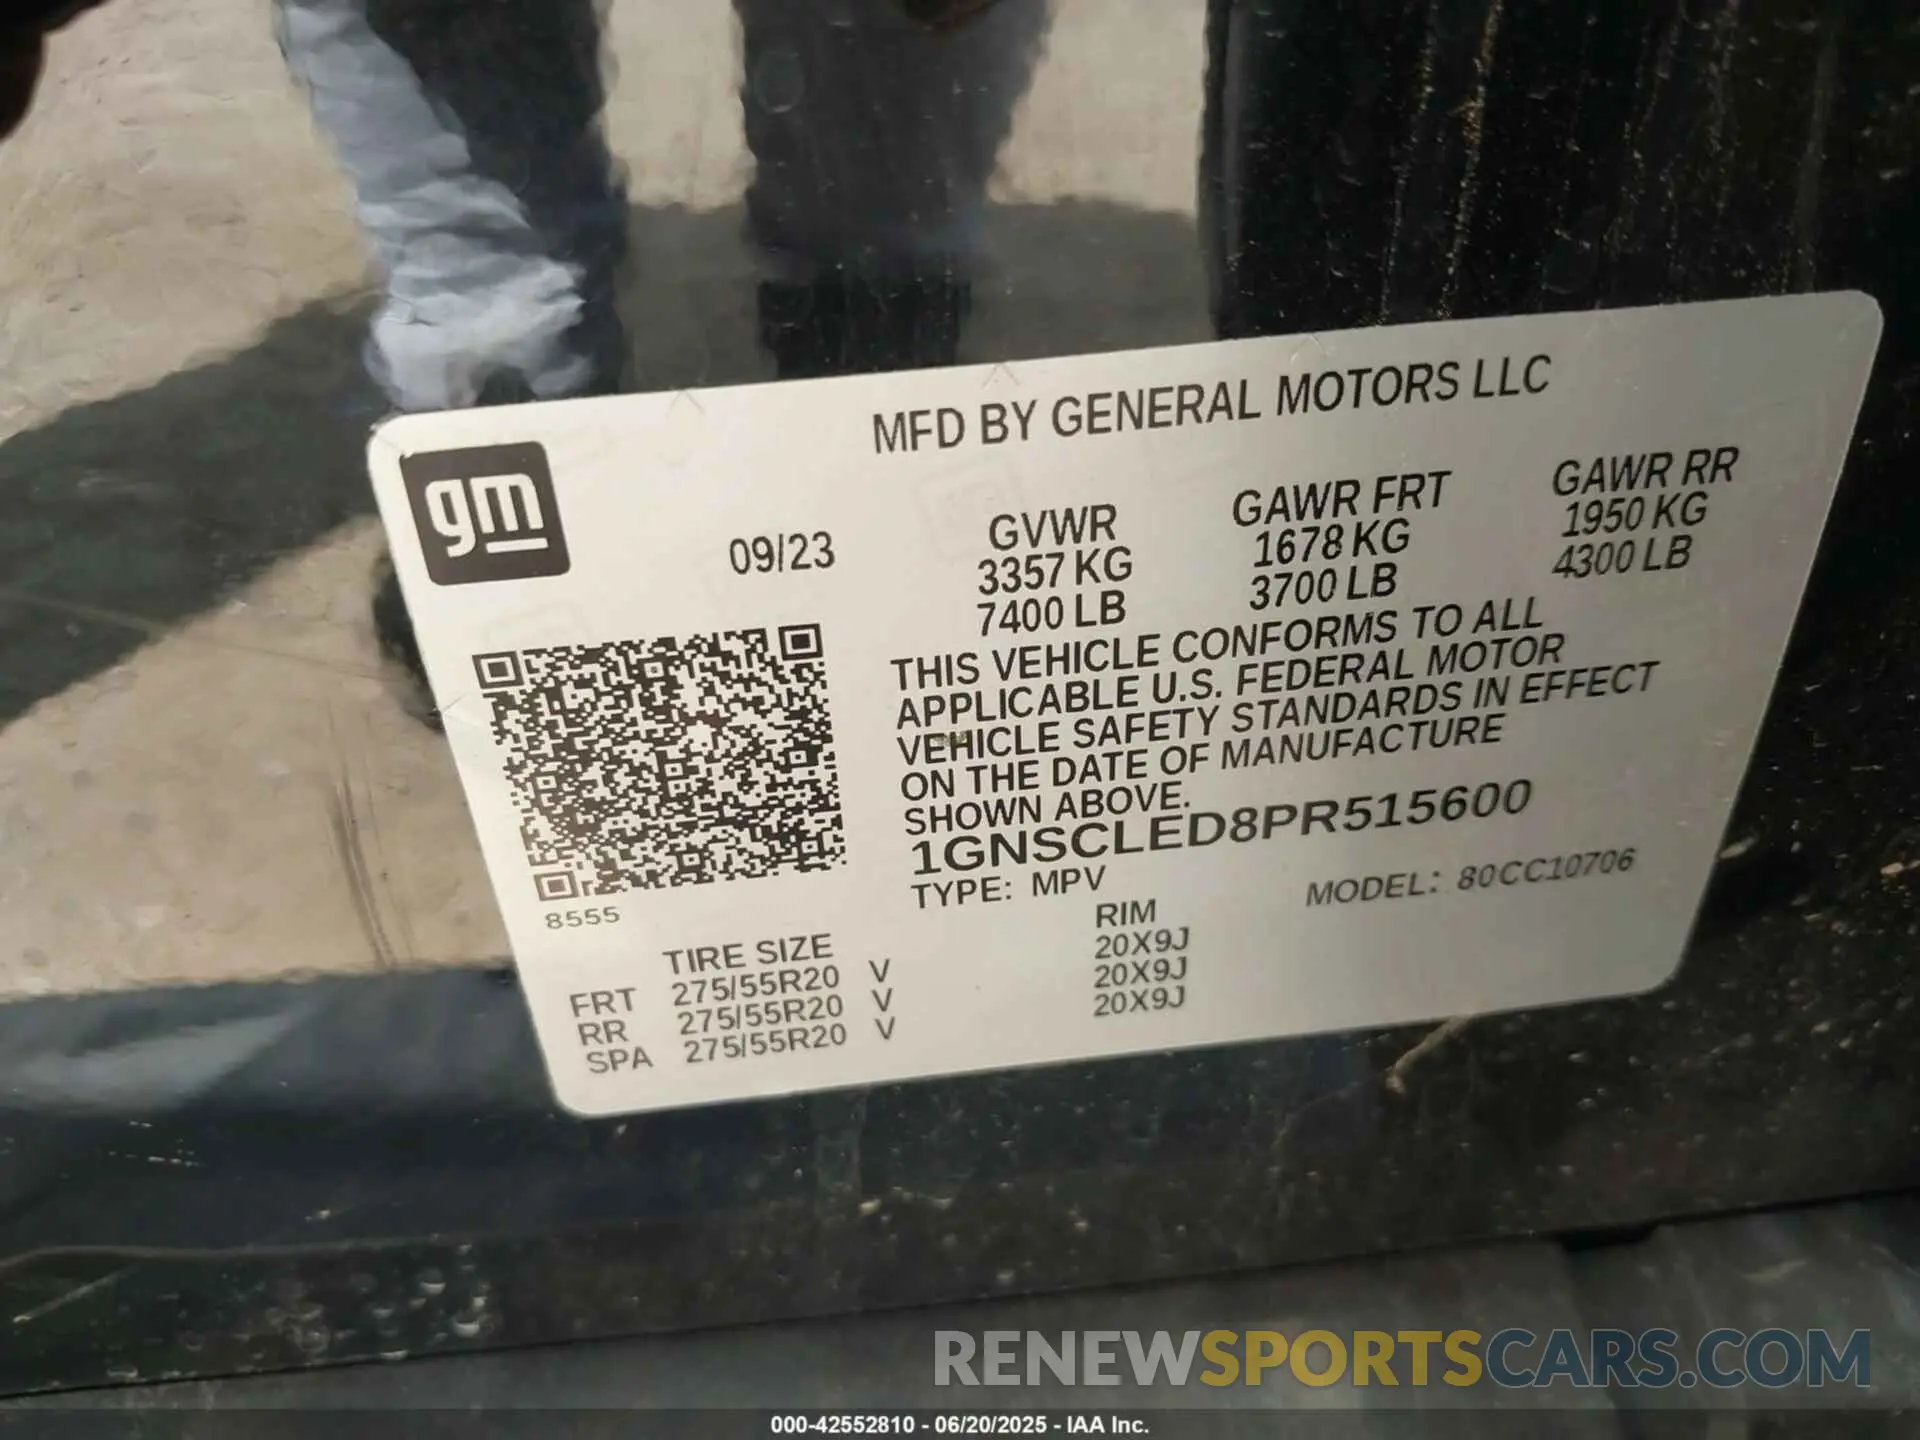 MFD BY GENERAL MOTORS LLC
gm
09/23
GVWR
3357 KG
7400 LB
GAWR FRT
1678 KG
3700 LB
GAWR RR
1950 KG
4300 LB
THIS VEHICLE CONFORMS TO ALL
APPLICABLE U.S. FEDERAL MOTOR
VEHICLE SAFETY STANDARDS IN EFFECT
ON THE DATE OF MANUFACTURE
SHOWN ABOVE.
1GNSCLED8PR515600
TYPE: MPV
MODEL: 80CC10706
8555
TIRE SIZE RIM
FRT 275/55R20 V 20X9J
RR 275/55R20 V 20X9J
SPA 275/55R20 V 20X9J
RENEWSPORTSCARS.COM
000-42552810 - 06/20/2025 - IAA Inc.